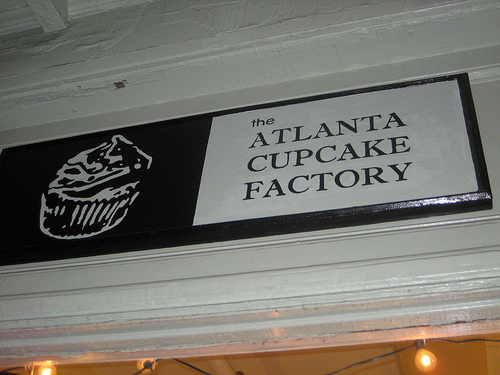 the
ATLANTA
CUPCAKE
FACTORY